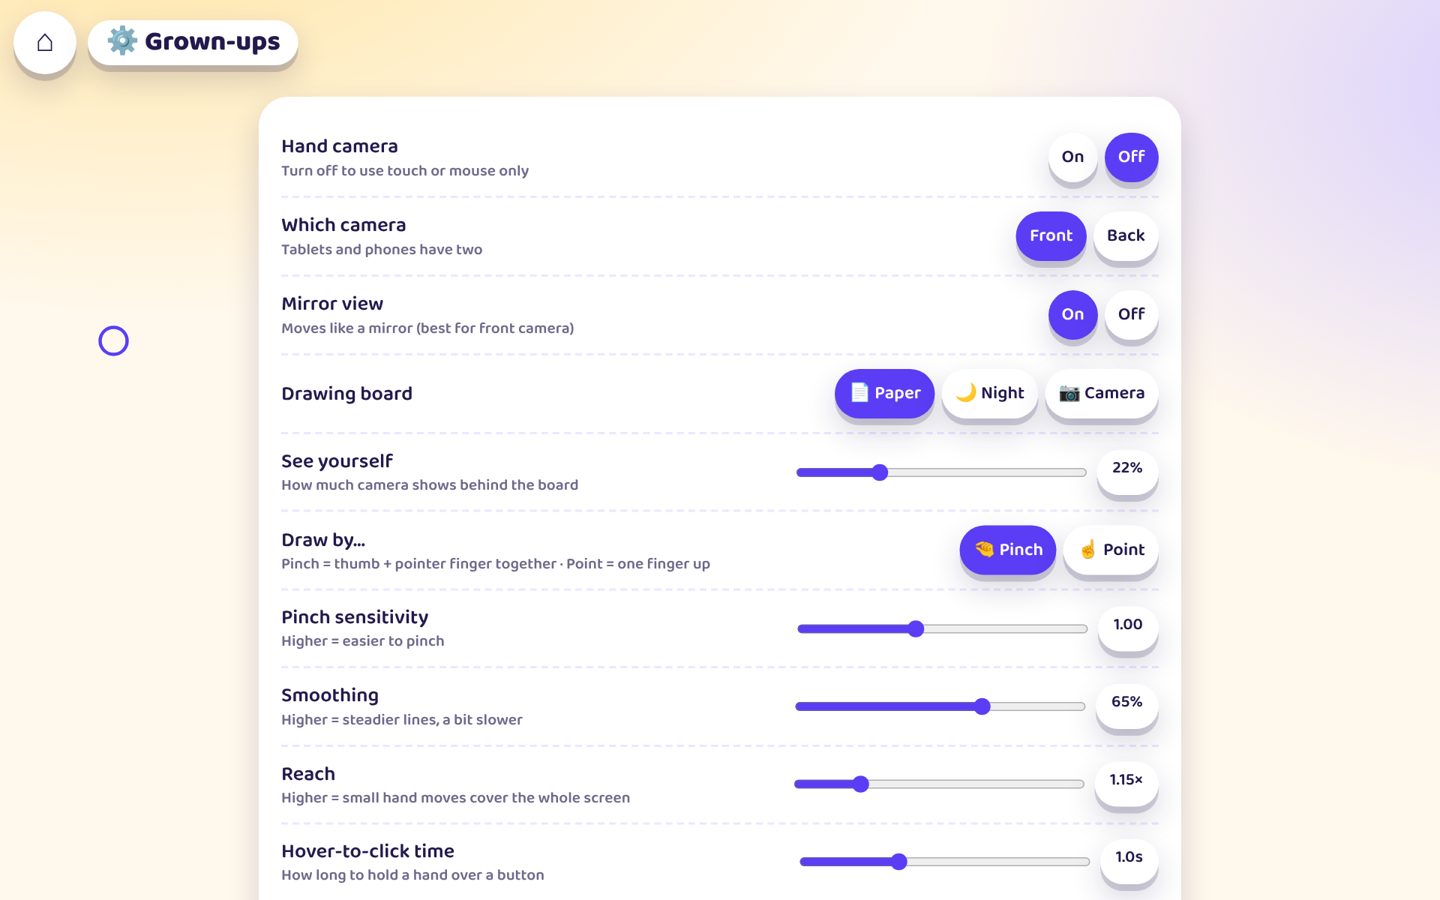 ⌂
⚙️ Grown-ups
Hand camera
Turn off to use touch or mouse only
On Off
Which camera
Tablets and phones have two
Front Back
Mirror view
Moves like a mirror (best for front camera)
On Off
Drawing board
📄 Paper 🌙 Night 📷 Camera
See yourself
How much camera shows behind the board
22%
Draw by...
Pinch = thumb + pointer finger together · Point = one finger up
🤏 Pinch ☝️ Point
Pinch sensitivity
Higher = easier to pinch
1.00
Smoothing
Higher = steadier lines, a bit slower
65%
Reach
Higher = small hand moves cover the whole screen
1.15×
Hover-to-click time
How long to hold a hand over a button
1.0s